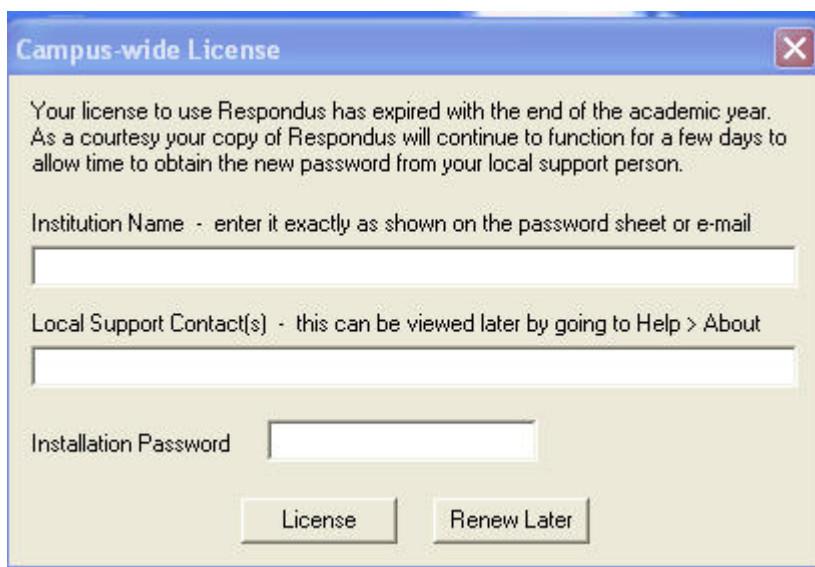 Campus-wide License
Your license to use Respondus has expired with the end of the academic year.
As a courtesy your copy of Respondus will continue to function for a few days to
allow time to obtain the new password from your local support person.
Institution Name - enter it exactly as shown on the password sheet or e-mail
Local Support Contact(s) - this can be viewed later by going to Help > About
Installation Password
License Renew Later